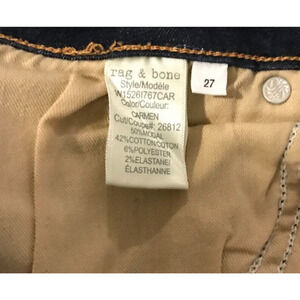 rag & bone
Style/Modéle
W1526I767CAR
Color/Couleur:
CARMEN
Cut/Coupe#: 26812
50%MODAL
42%COTTON/COTON
6%POLYESTER
2%ELASTANE/
ÉLASTHANNE
27